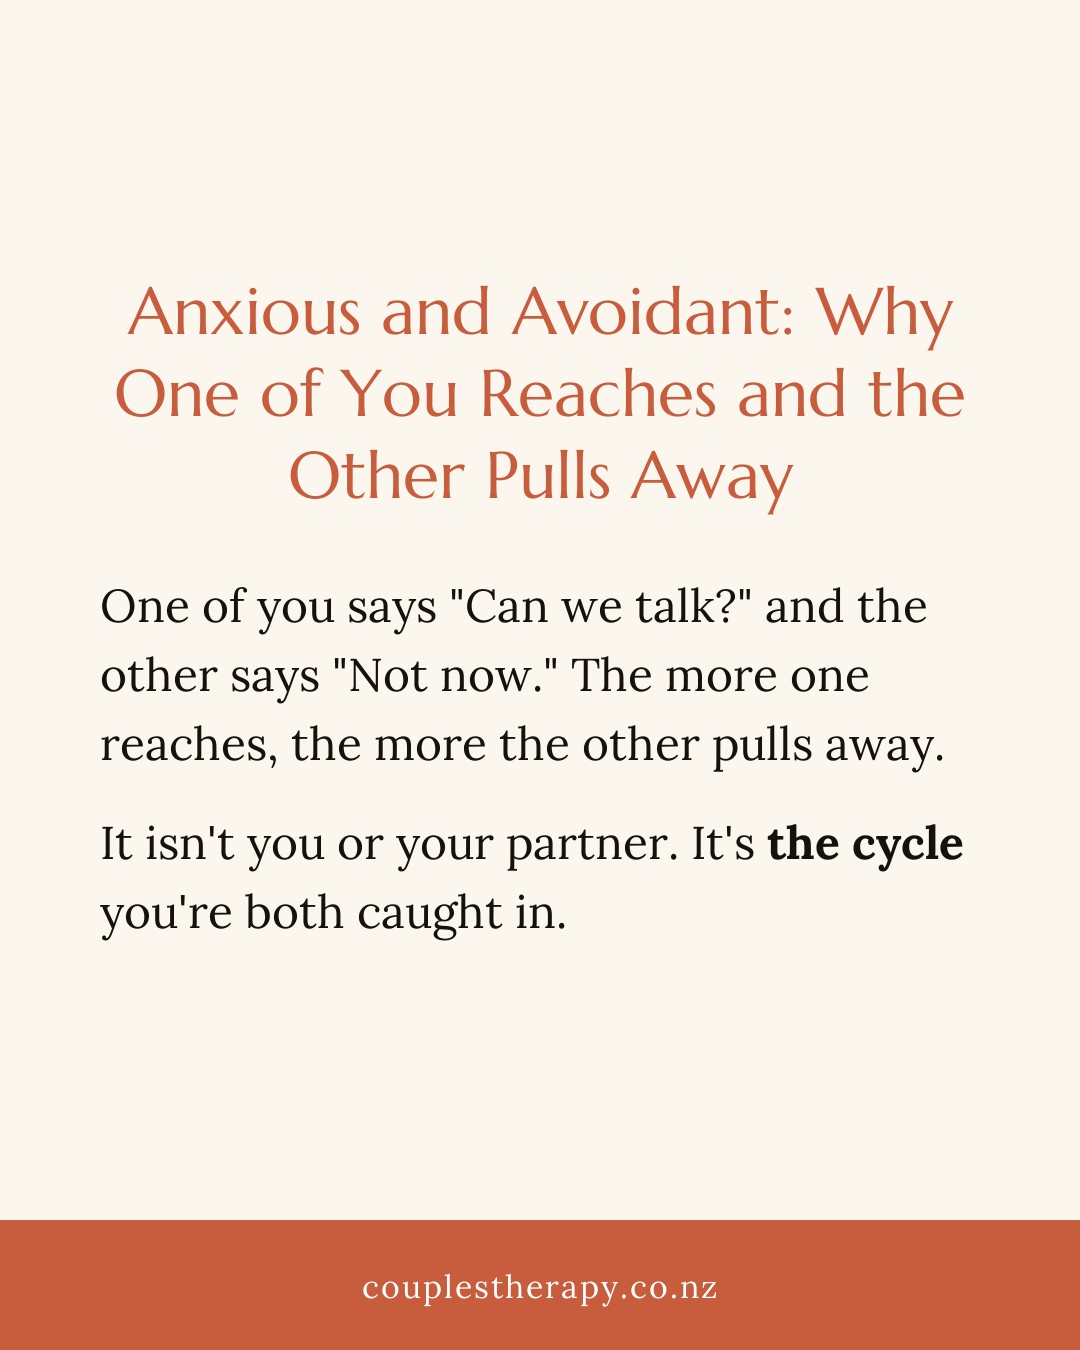 Anxious and Avoidant: Why
One of You Reaches and the
Other Pulls Away
One of you says "Can we talk?" and the
other says "Not now." The more one
reaches, the more the other pulls away.
It isn't you or your partner. It's the cycle
you're both caught in.
couplestherapy.co.nz